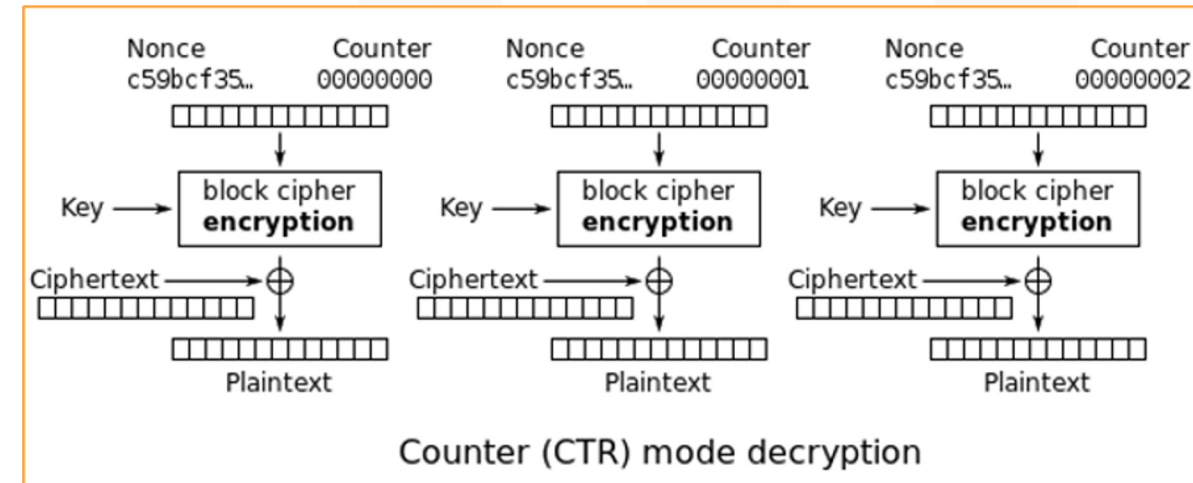 Nonce Counter Nonce Counter Nonce Counter
c59bcf35… 00000000 c59bcf35… 00000001 c59bcf35… 00000002
Key block cipher encryption Key block cipher encryption Key block cipher encryption
Ciphertext Ciphertext Ciphertext
Plaintext Plaintext Plaintext
Counter (CTR) mode decryption